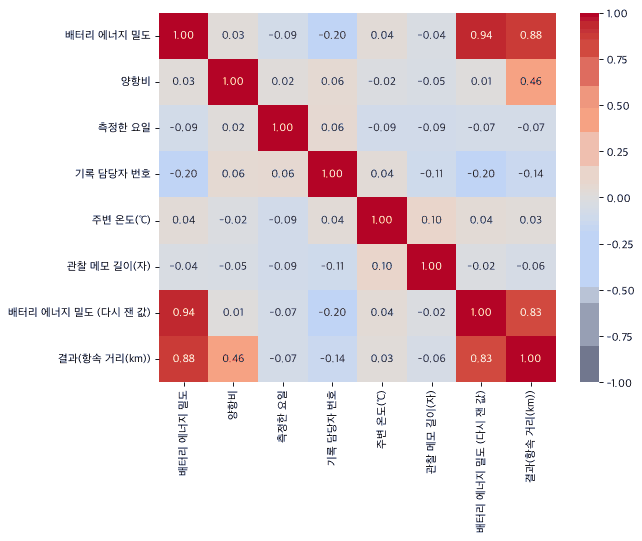 배터리 에너지 밀도 1.00 0.03 −0.09 −0.20 0.04 −0.04 0.94 0.88
양항비 0.03 1.00 0.02 0.06 −0.02 −0.05 0.01 0.46
측정한 요일 −0.09 0.02 1.00 0.06 −0.09 −0.09 −0.07 −0.07
기록 담당자 번호 −0.20 0.06 0.06 1.00 0.04 −0.11 −0.20 −0.14
주변 온도(℃) 0.04 −0.02 −0.09 0.04 1.00 0.10 0.04 0.03
관찰 메모 길이(자) −0.04 −0.05 −0.09 −0.11 0.10 1.00 −0.02 −0.06
배터리 에너지 밀도 (다시 잰 값) 0.94 0.01 −0.07 −0.20 0.04 −0.02 1.00 0.83
결과(항속 거리(km)) 0.88 0.46 −0.07 −0.14 0.03 −0.06 0.83 1.00
배터리 에너지 밀도
양항비
측정한 요일
기록 담당자 번호
주변 온도(℃)
관찰 메모 길이(자)
배터리 에너지 밀도 (다시 잰 값)
결과(항속 거리(km))
1.00
0.75
0.50
0.25
0.00
−0.25
−0.50
−0.75
−1.00